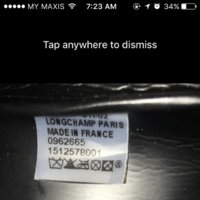 MY MAXIS 7:23 AM 34%
Tap anywhere to dismiss
LONGCHAMP PARIS
MADE IN FRANCE
0962665
1512578001